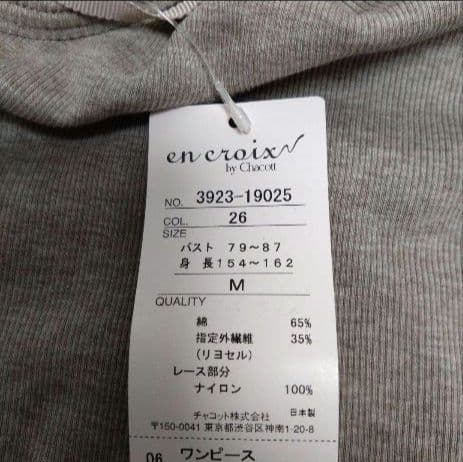 en croix
by Chacott
NO. 3923-19025
COL. 26
SIZE
バスト 79～87
身 長154～162
M
QUALITY
綿 65%
指定外繊維 35%
(リヨセル)
レース部分
ナイロン 100%
チャコット株式会社 日本製
〒150-0041 東京都渋谷区神南1-20-8
06 ワンピース